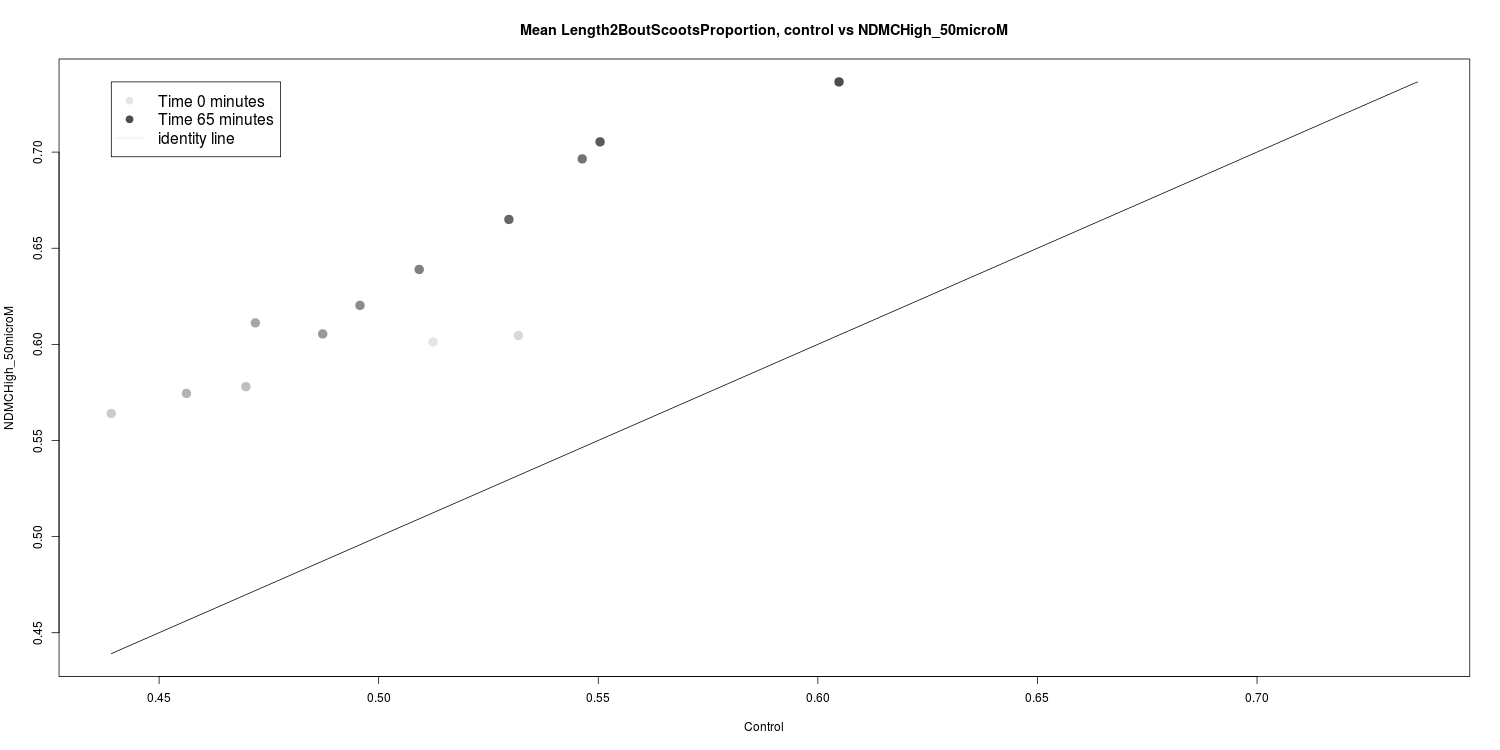 Mean Length2BoutScootsProportion, control vs NDMCHigh_50microM
Time 0 minutes
Time 65 minutes
identity line
NDMCHigh_50microM
0.70
0.65
0.60
0.55
0.50
0.45
0.45 0.50 0.55 0.60 0.65 0.70
Control